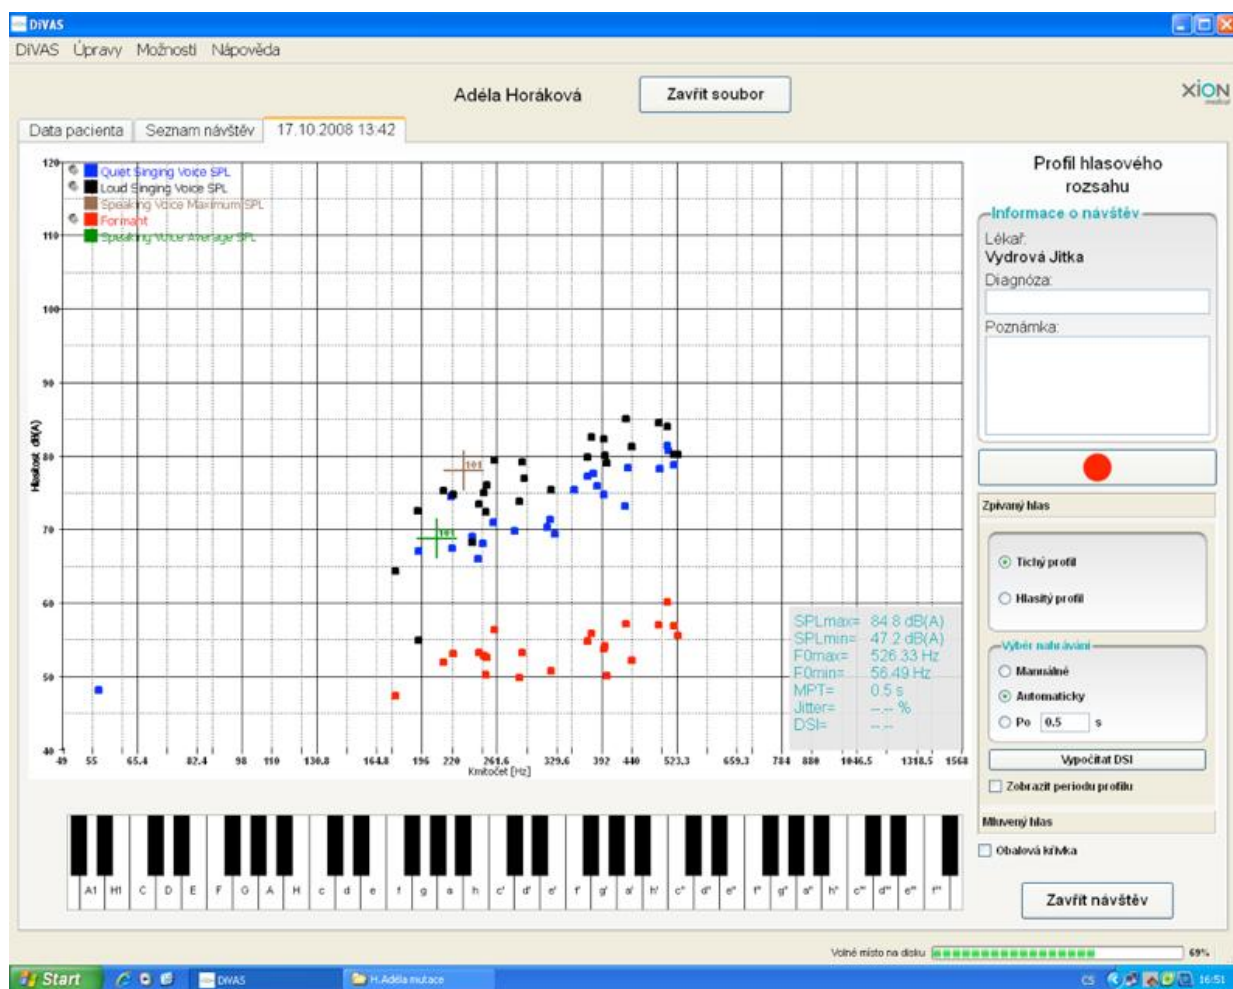 DiVAS
DiVAS Úpravy Možnosti Nápověda
Adéla Horáková
Zavřít soubor
XION
medical
Data pacienta
Seznam návštěv
17.10.2008 13:42
Quiet Singing Voice SPL
Loud Singing Voice SPL
Speaking Voice Maximum SPL
Formant
Speaking Voice Average SPL
120
110
100
90
80
70
60
50
40
Hlasitost dB(A)
101
101
SPLmax= 84.8 dB(A)
SPLmin= 47.2 dB(A)
F0max= 526.33 Hz
F0min= 56.49 Hz
MPT= 0.5 s
Jitter= --.-- %
DSI= --.--
49 55 65.4 82.4 98 110 130.8 164.8 196 220 261.6 329.6 392 440 523.3 659.3 784 880 1046.5 1318.5 1568
Kmitočet [Hz]
A1 H1 C D E F G A H c d e f g a h c' d' e' f' g' a' h' c'' d'' e'' f'' g'' a'' h'' c''' d''' e''' f'''
Profil hlasového
rozsahu
Informace o návštěv
Lékař:
Vydrová Jitka
Diagnóza:
Poznámka:
Zpívaný hlas
Tichý profil
Hlasitý profil
Výběr nahrávání
Manuálně
Automaticky
Po 0.5 s
Vypočítat DSI
Zobrazit periodu profilu
Mluvený hlas
Obalová křivka
Zavřít návštěv
Volné místo na disku 69%
Start
DiVAS
H.Adéla mutace
CS
16:51